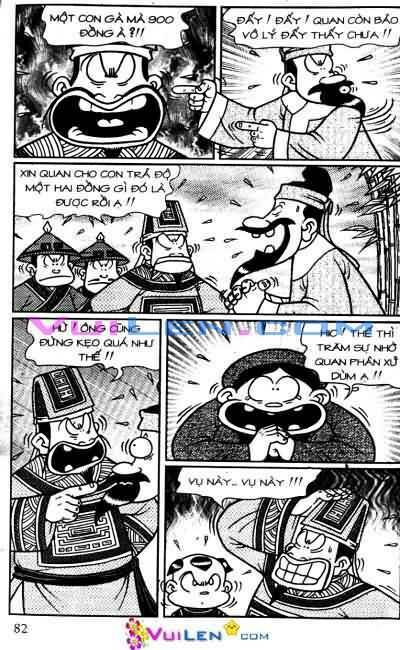 MỘT CON GÀ MÀ 900
ĐỒNG À ?!!
ĐẤY ! ĐẤY ! QUAN CÒN BẢO
VÔ LÝ ĐẤY THẤY CHƯA !!
XIN QUAN CHO CON TRẢ ĐỘ
MỘT HAI ĐỒNG GÌ ĐÓ LÀ
ĐƯỢC RỒI Ạ !!
VUILEN.COM
HỪ ! ÔNG CŨNG
ĐỪNG KẸO QUÁ NHƯ
THẾ !!
THẾ THÌ
TRĂM SỰ NHỜ
QUAN PHÂN XỬ
DÙM Ạ !!
VỤ NÀY... VỤ NÀY !!!
82
VUILEN.COM